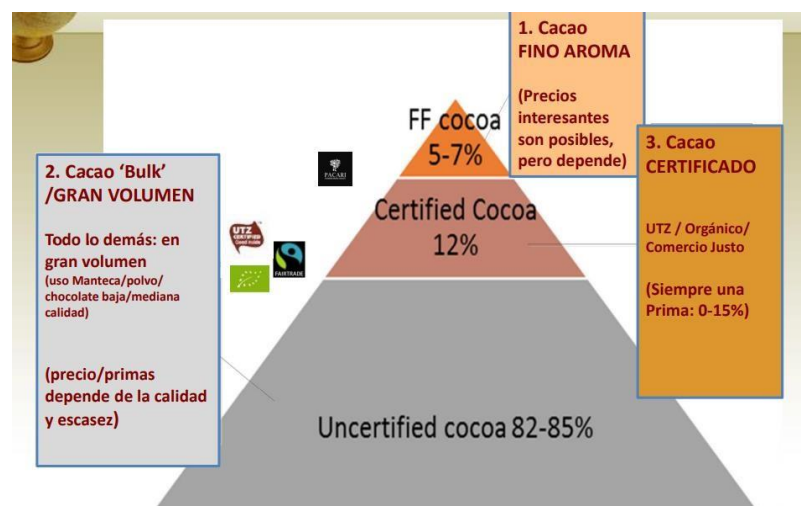 1. Cacao
FINO AROMA
(Precios
interesantes
son posibles,
pero depende)
FF cocoa
5-7%
3. Cacao
CERTIFICADO
UTZ / Orgánico/
Comercio Justo
(Siempre una
Prima: 0-15%)
2. Cacao ‘Bulk’
/GRAN VOLUMEN
Todo lo demás: en
gran volumen
(uso Manteca/polvo/
chocolate baja/mediana
calidad)
(precio/primas
depende de la calidad
y escasez)
PACARI
UTZ
CERTIFIED
FAIRTRADE
Certified Cocoa
12%
Uncertified cocoa 82-85%